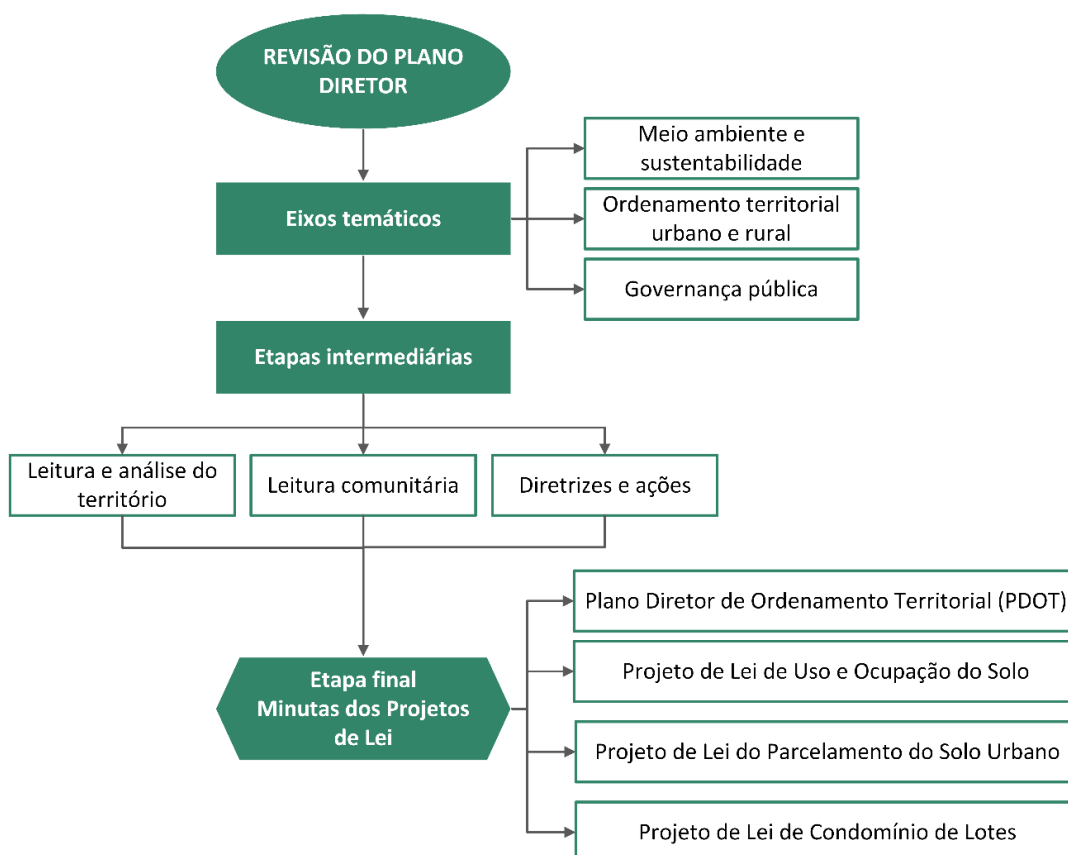 REVISÃO DO PLANO
DIRETOR
Meio ambiente e
sustentabilidade
Eixos temáticos
Ordenamento territorial
urbano e rural
Governança pública
Etapas intermediárias
Leitura e análise do
território
Leitura comunitária
Diretrizes e ações
Plano Diretor de Ordenamento Territorial (PDOT)
Projeto de Lei de Uso e Ocupação do Solo
Etapa final
Minutas dos Projetos
de Lei
Projeto de Lei do Parcelamento do Solo Urbano
Projeto de Lei de Condomínio de Lotes